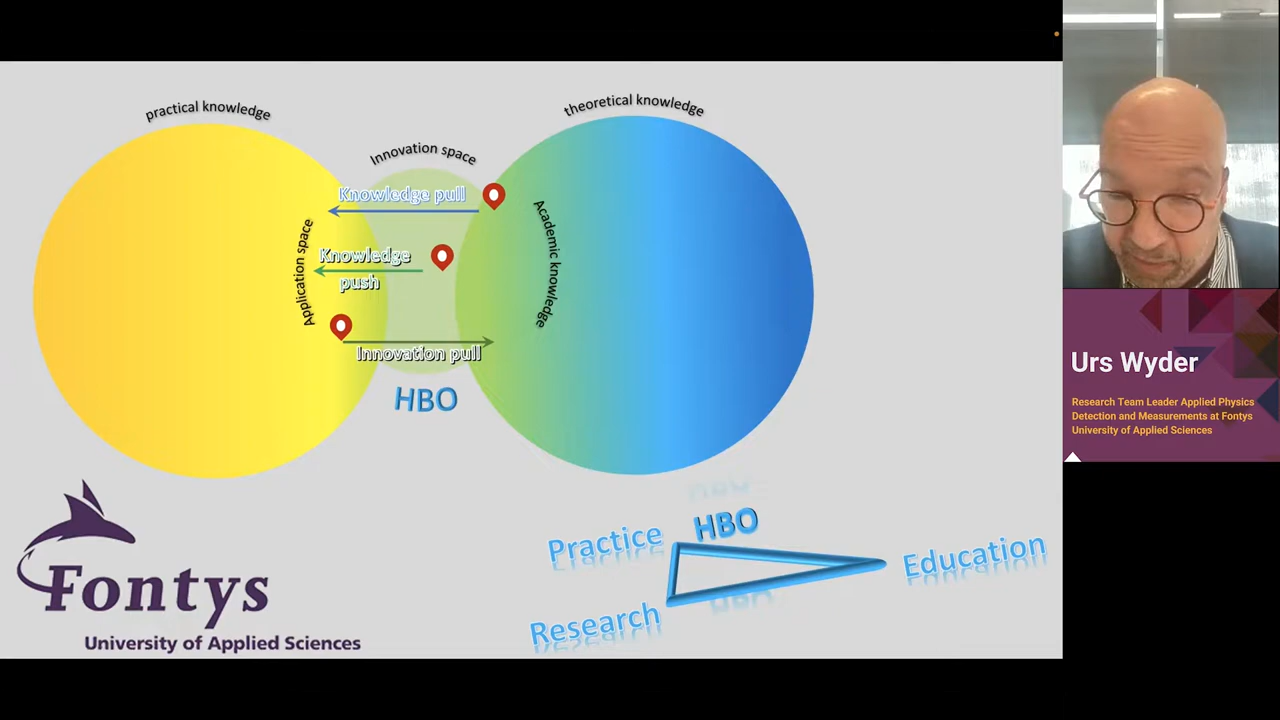 practical knowledge
theoretical knowledge
Innovation space
Knowledge pull
Application space
Knowledge
push
Academic knowledge
Innovation pull
HBO
Urs Wyder
Research Team Leader Applied Physics
Detection and Measurements at Fontys
University of Applied Sciences
Practice
HBO
Education
Research
Fontys
University of Applied Sciences